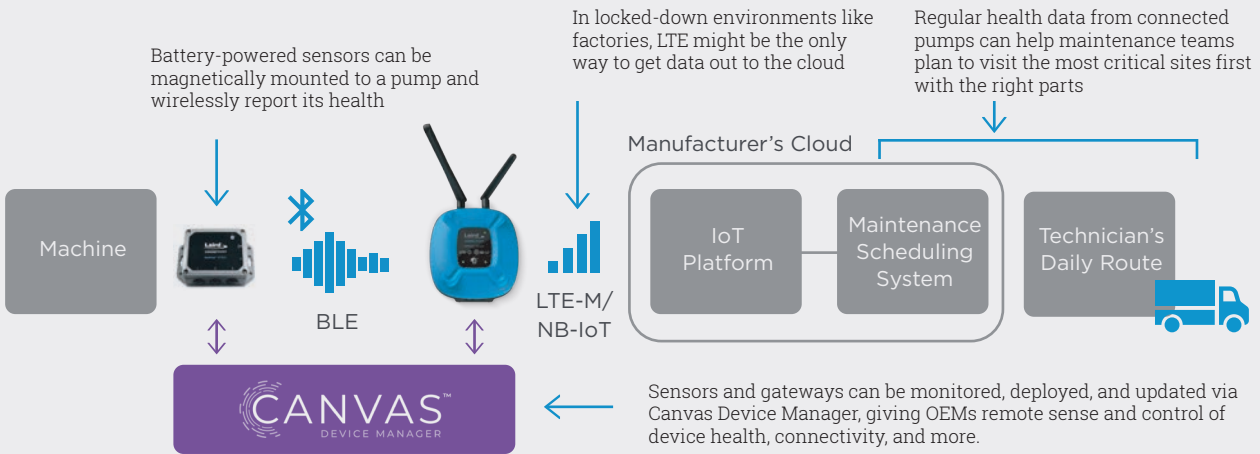 Battery-powered sensors can be
magnetically mounted to a pump and
wirelessly report its health
In locked-down environments like
factories, LTE might be the only
way to get data out to the cloud
Regular health data from connected
pumps can help maintenance teams
plan to visit the most critical sites first
with the right parts
Manufacturer's Cloud
Machine
Laird
BLE
Laird
LTE-M/
NB-IoT
IoT
Platform
Maintenance
Scheduling
System
Technician's
Daily Route
CANVAS™
DEVICE MANAGER
Sensors and gateways can be monitored, deployed, and updated via
Canvas Device Manager, giving OEMs remote sense and control of
device health, connectivity, and more.